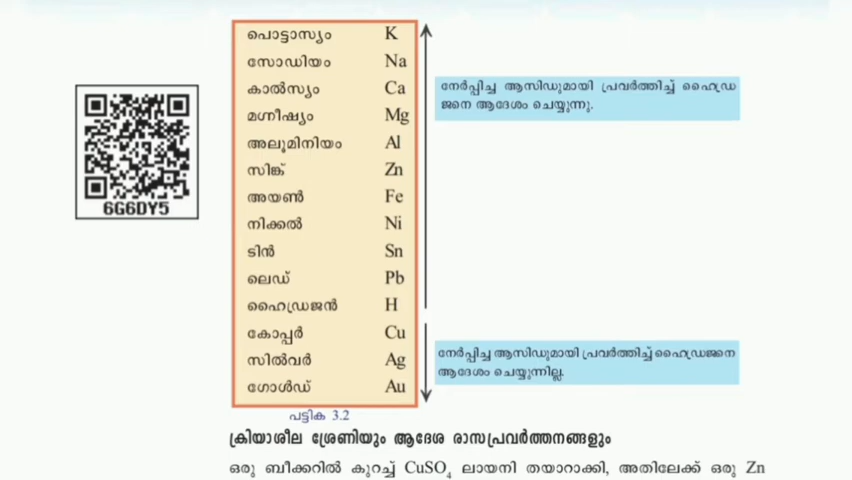 പൊട്ടാസ്യം K
സോഡിയം Na
കാൽസ്യം Ca
മഗ്നീഷ്യം Mg
അലൂമിനിയം Al
സിങ്ക് Zn
അയൺ Fe
നിക്കൽ Ni
ടിൻ Sn
ലെഡ് Pb
ഹൈഡ്രജൻ H
കോപ്പർ Cu
സിൽവർ Ag
ഗോൾഡ് Au
നേർപ്പിച്ച ആസിഡുമായി പ്രവർത്തിച്ച് ഹൈഡ്ര
ജനെ ആദേശം ചെയ്യുന്നു.
നേർപ്പിച്ച ആസിഡുമായി പ്രവർത്തിച്ച് ഹൈഡ്രജനെ
ആദേശം ചെയ്യുന്നില്ല.
6G6DY5
പട്ടിക 3.2
ക്രിയാശീല ശ്രേണിയും ആദേശ രാസപ്രവർത്തനങ്ങളും
ഒരു ബീക്കറിൽ കുറച്ച് CuSO₄ ലായനി തയാറാക്കി, അതിലേക്ക് ഒരു Zn